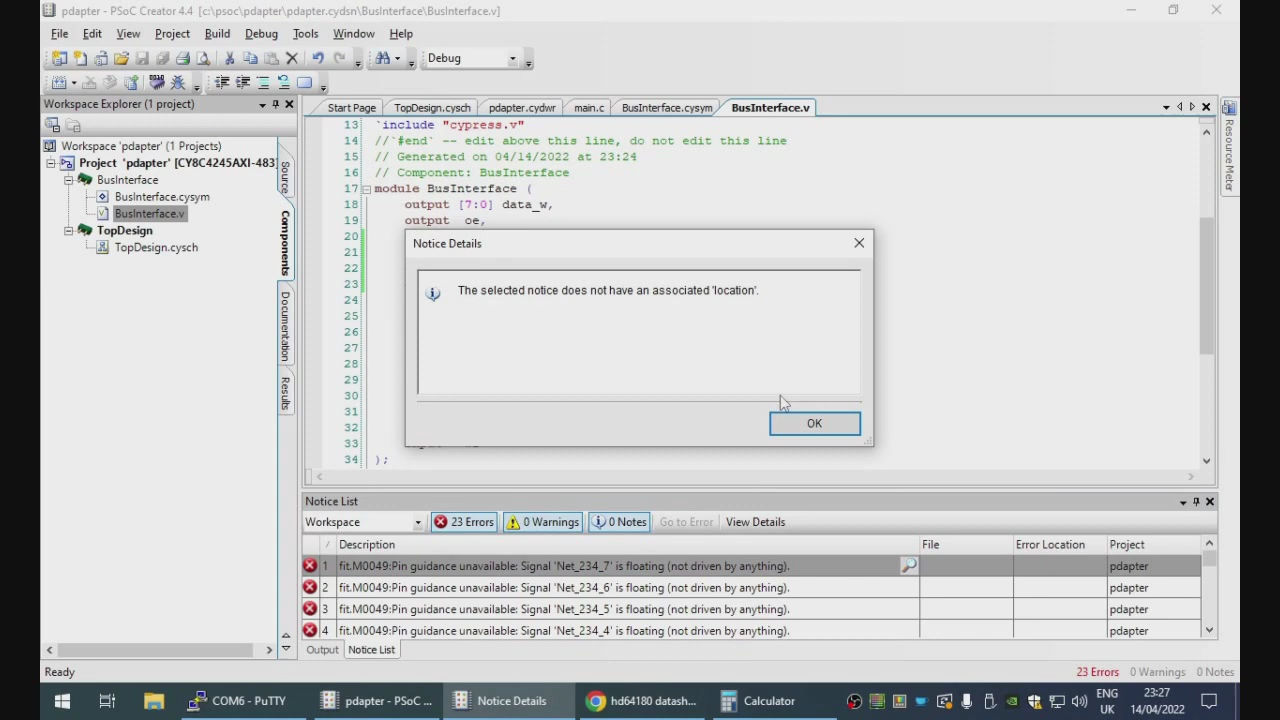 pdapter - PSoC Creator 4.4 [c:\psoc\pdapter\pdapter.cydsn\BusInterface\BusInterface.v]
File Edit View Project Build Debug Tools Window Help
Debug
Workspace Explorer (1 project)
Workspace 'pdapter' (1 Projects)
Project 'pdapter' [CY8C4245AXI-483]
BusInterface
BusInterface.cysym
BusInterface.v
TopDesign
TopDesign.cysch
Source
Components
Documentation
Results
Start Page TopDesign.cysch pdapter.cydwr main.c BusInterface.cysym BusInterface.v
Resource Meter
13 `include "cypress.v"
14 //`#end` -- edit above this line, do not edit this line
15 // Generated on 04/14/2022 at 23:24
16 // Component: BusInterface
17 module BusInterface (
18 output [7:0] data_w,
19 output oe,
20
21
22
23
24
25
26
27
28
29
30
31
32
33
34 );
Notice Details
The selected notice does not have an associated 'location'.
OK
Notice List
Workspace 23 Errors 0 Warnings 0 Notes Go to Error View Details
/ Description File Error Location Project
1 fit.M0049:Pin guidance unavailable: Signal 'Net_234_7' is floating (not driven by anything). pdapter
2 fit.M0049:Pin guidance unavailable: Signal 'Net_234_6' is floating (not driven by anything). pdapter
3 fit.M0049:Pin guidance unavailable: Signal 'Net_234_5' is floating (not driven by anything). pdapter
4 fit.M0049:Pin guidance unavailable: Signal 'Net_234_4' is floating (not driven by anything). pdapter
Output Notice List
Ready 23 Errors 0 Warnings 0 Notes
COM6 - PuTTY pdapter - PSoC ... Notice Details hd64180 datash... Calculator ENG UK 23:27 14/04/2022